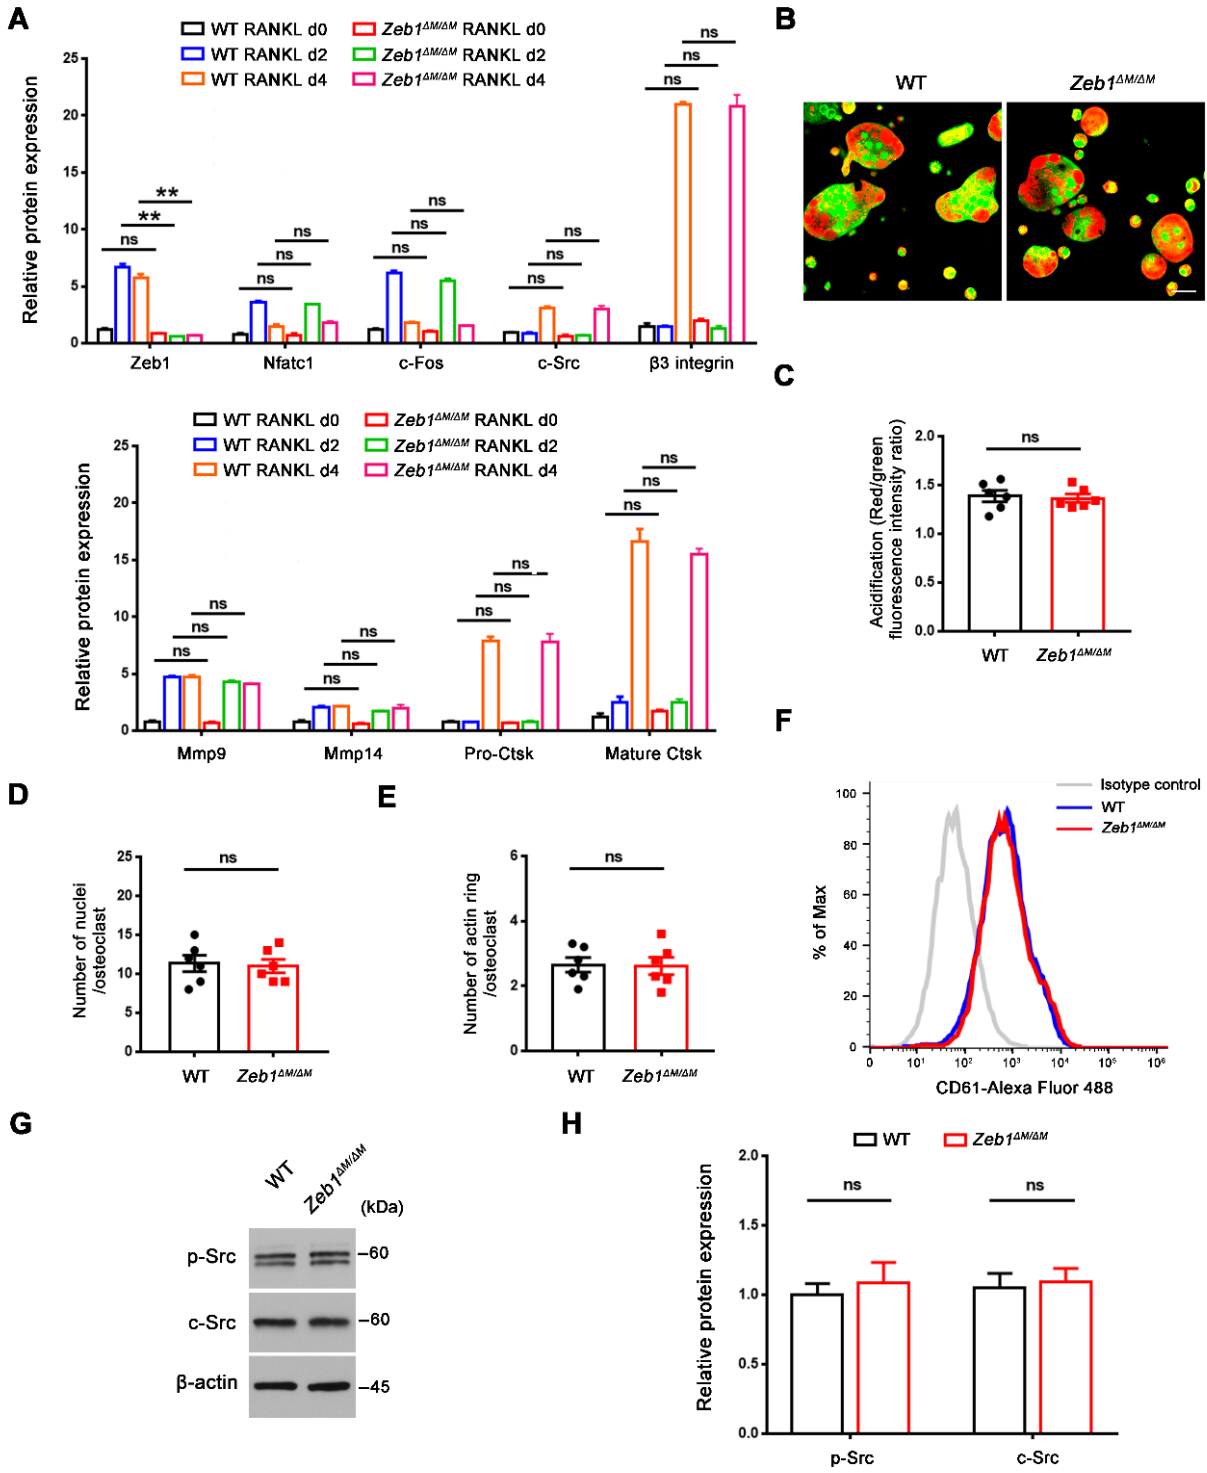 A
WT RANKL d0
Zeb1ΔM/ΔM RANKL d0
WT RANKL d2
Zeb1ΔM/ΔM RANKL d2
WT RANKL d4
Zeb1ΔM/ΔM RANKL d4
Relative protein expression
25
20
15
10
5
0
ns
**
**
ns
ns
ns
ns
ns
ns
ns
ns
ns
ns
ns
ns
Zeb1
Nfatc1
c-Fos
c-Src
β3 integrin
WT RANKL d0
Zeb1ΔM/ΔM RANKL d0
WT RANKL d2
Zeb1ΔM/ΔM RANKL d2
WT RANKL d4
Zeb1ΔM/ΔM RANKL d4
Relative protein expression
25
20
15
10
5
0
ns
ns
ns
ns
ns
ns
ns
ns
ns
ns
ns
ns
Mmp9
Mmp14
Pro-Ctsk
Mature Ctsk
B
WT
Zeb1ΔM/ΔM
C
Acidification (Red/green
fluorescence intensity ratio)
2.0
1.5
1.0
0.5
0.0
ns
WT
Zeb1ΔM/ΔM
D
Number of nuclei
/osteoclast
25
20
15
10
5
0
ns
WT
Zeb1ΔM/ΔM
E
Number of actin ring
/osteoclast
6
4
2
0
ns
WT
Zeb1ΔM/ΔM
F
Isotype control
WT
Zeb1ΔM/ΔM
% of Max
100
80
60
40
20
0
0
10¹
10²
10³
10⁴
10⁵
10⁶
CD61-Alexa Fluor 488
G
WT
Zeb1ΔM/ΔM
(kDa)
p-Src
–60
c-Src
–60
β-actin
–45
H
WT
Zeb1ΔM/ΔM
Relative protein expression
2.0
1.5
1.0
0.5
0.0
ns
ns
p-Src
c-Src